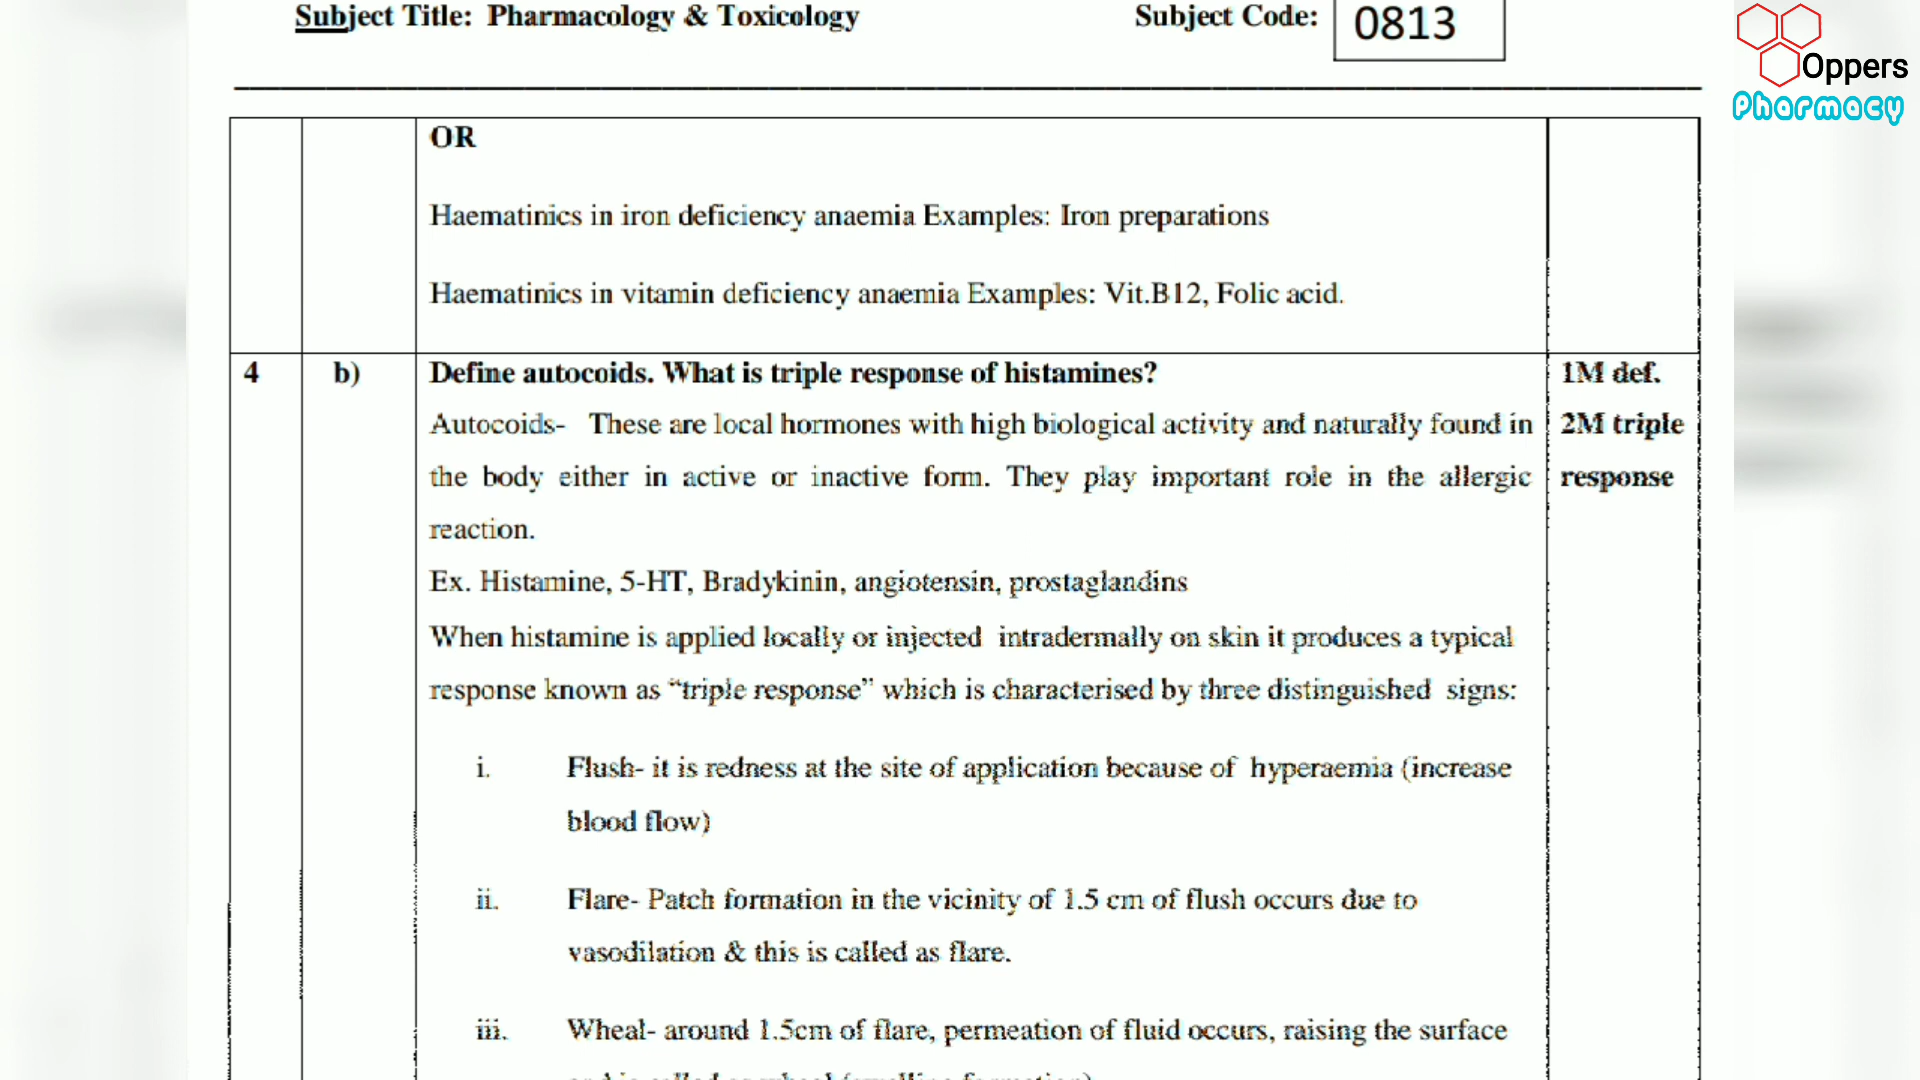 Subject Title: Pharmacology & Toxicology Subject Code: 0813
Oppers
Pharmacy
OR
Haematinics in iron deficiency anaemia Examples: Iron preparations
Haematinics in vitamin deficiency anaemia Examples: Vit.B12, Folic acid.
4 b) Define autocoids. What is triple response of histamines? 1M def.
Autocoids- These are local hormones with high biological activity and naturally found in 2M triple
the body either in active or inactive form. They play important role in the allergic response
reaction.
Ex. Histamine, 5-HT, Bradykinin, angiotensin, prostaglandins
When histamine is applied locally or injected intradermally on skin it produces a typical
response known as “triple response” which is characterised by three distinguished signs:
i. Flush- it is redness at the site of application because of hyperaemia (increase
blood flow)
ii. Flare- Patch formation in the vicinity of 1.5 cm of flush occurs due to
vasodilation & this is called as flare.
iii. Wheal- around 1.5cm of flare, permeation of fluid occurs, raising the surface